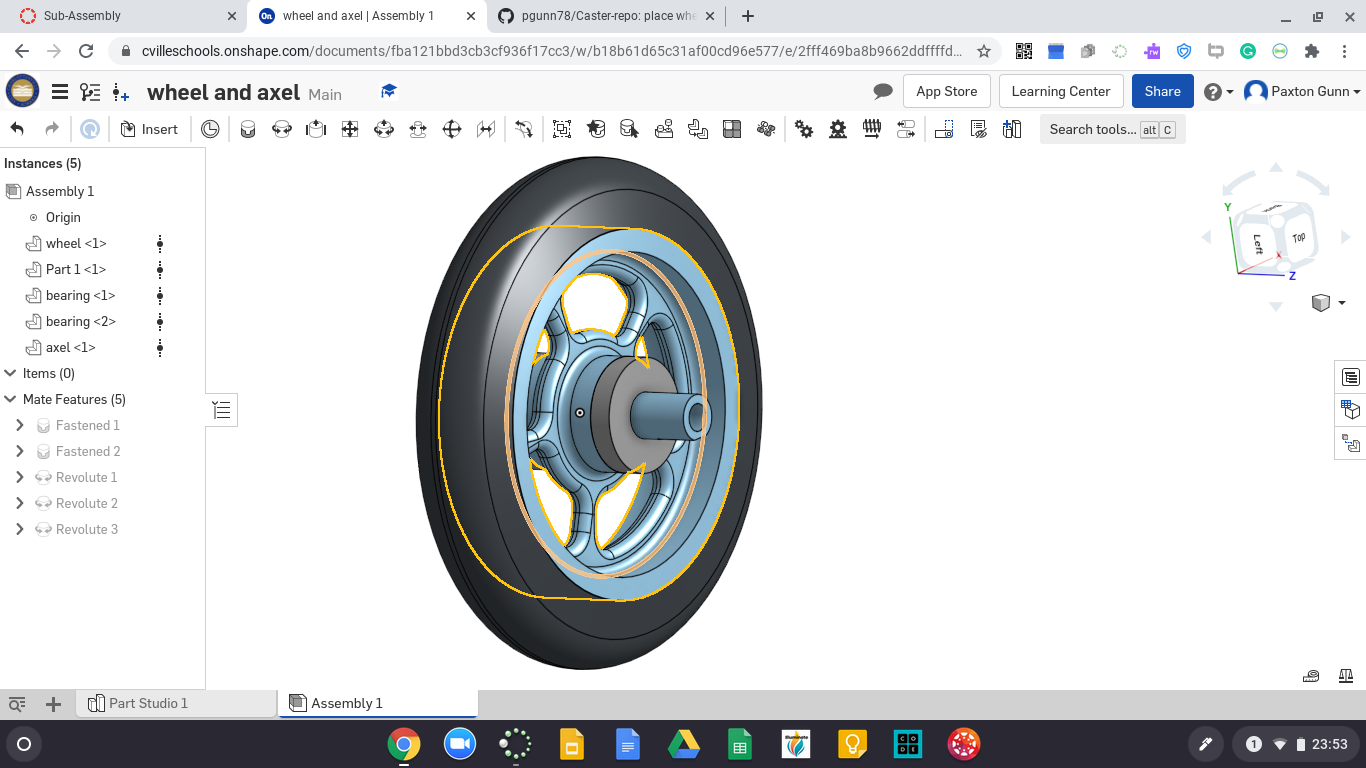 Sub-Assembly
wheel and axel | Assembly 1
pgunn78/Caster-repo: place whe
cvilleschools.onshape.com/documents/fba121bbd3cb3cf936f17cc3/w/b18b61d65c31af00cd96e577/e/2fff469ba8b9662ddffffd…
wheel and axel Main
App Store
Learning Center
Share
Paxton Gunn
Insert
Search tools... alt C
Instances (5)
Assembly 1
Origin
wheel <1>
Part 1 <1>
bearing <1>
bearing <2>
axel <1>
Items (0)
Mate Features (5)
Fastened 1
Fastened 2
Revolute 1
Revolute 2
Revolute 3
Y
Left
Top
X
Z
Part Studio 1
Assembly 1
1
23:53